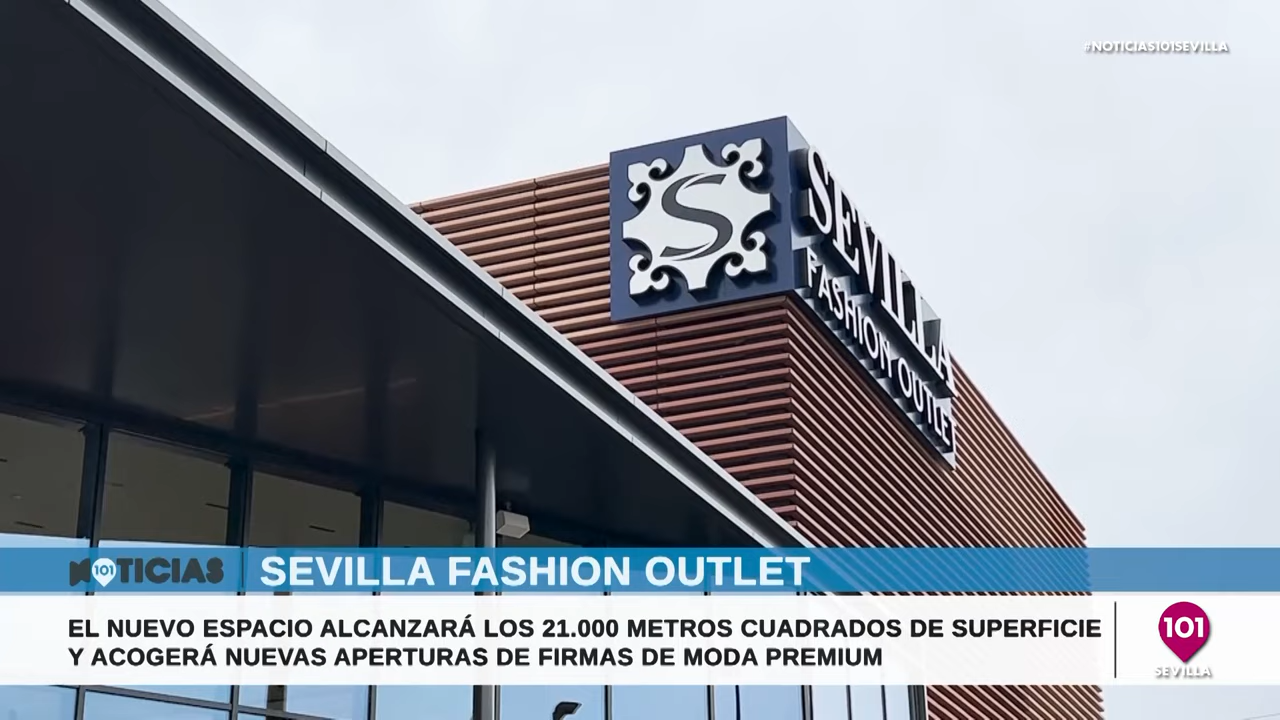 #NOTICIAS101SEVILLA
S
SEVILLA
FASHION OUTLET
NOTICIAS
101
SEVILLA FASHION OUTLET
EL NUEVO ESPACIO ALCANZARÁ LOS 21.000 METROS CUADRADOS DE SUPERFICIE
Y ACOGERÁ NUEVAS APERTURAS DE FIRMAS DE MODA PREMIUM
101
SEVILLA